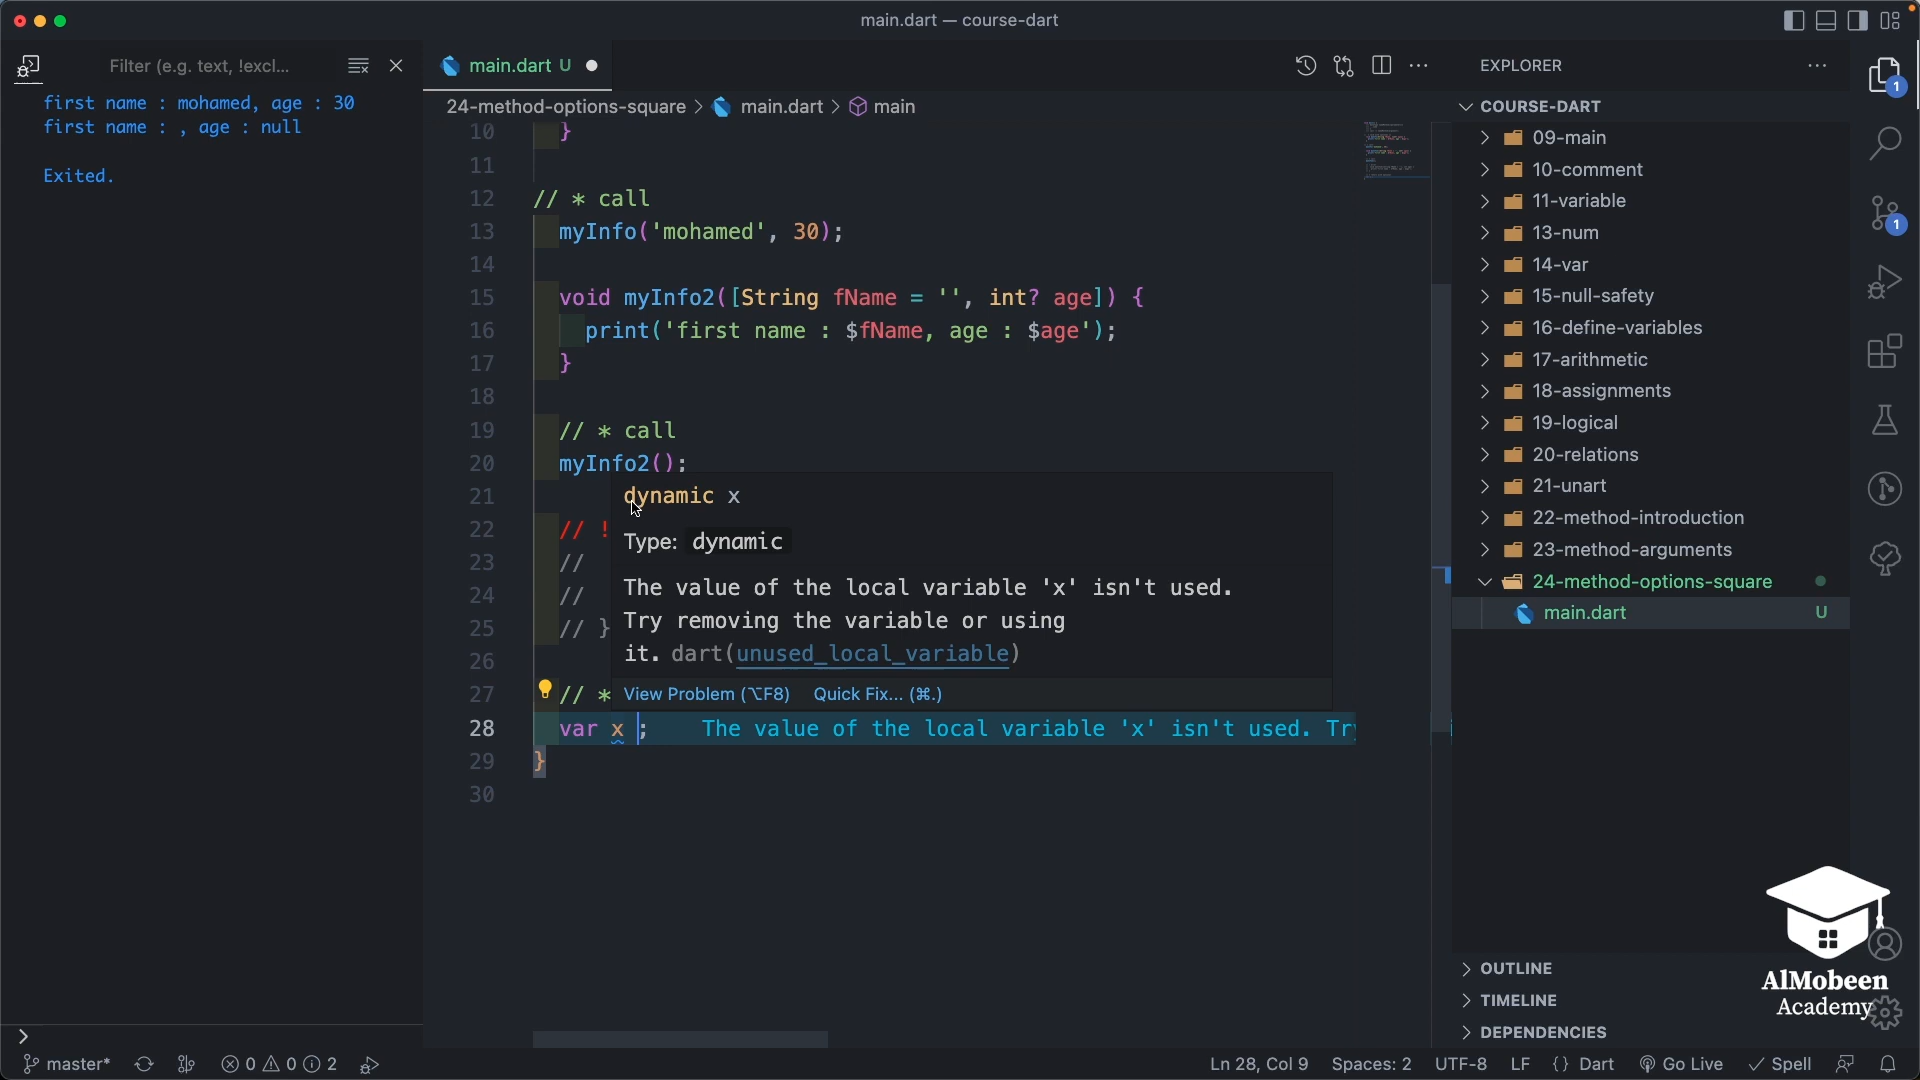 main.dart — course-dart
Filter (e.g. text, !excl...
first name : mohamed, age : 30
first name : , age : null
Exited.
main.dart U
24-method-options-square > main.dart > main
10 }
11
12 // * call
13 myInfo('mohamed', 30);
14
15 void myInfo2([String fName = '', int? age]) {
16 print('first name : $fName, age : $age');
17 }
18
19 // * call
20 myInfo2();
21
22 // !
23 //
24 //
25 // }
26
27 // *
28 var x ; The value of the local variable 'x' isn't used. Try
29 }
30
dynamic x
Type: dynamic
The value of the local variable 'x' isn't used.
Try removing the variable or using
it. dart(unused_local_variable)
View Problem (⌥F8) Quick Fix... (⌘.)
EXPLORER
COURSE-DART
09-main
10-comment
11-variable
13-num
14-var
15-null-safety
16-define-variables
17-arithmetic
18-assignments
19-logical
20-relations
21-unart
22-method-introduction
23-method-arguments
24-method-options-square
main.dart U
OUTLINE
TIMELINE
DEPENDENCIES
1
1
AlMobeen
Academy
master* 0 0 2
Ln 28, Col 9 Spaces: 2 UTF-8 LF {} Dart Go Live Spell